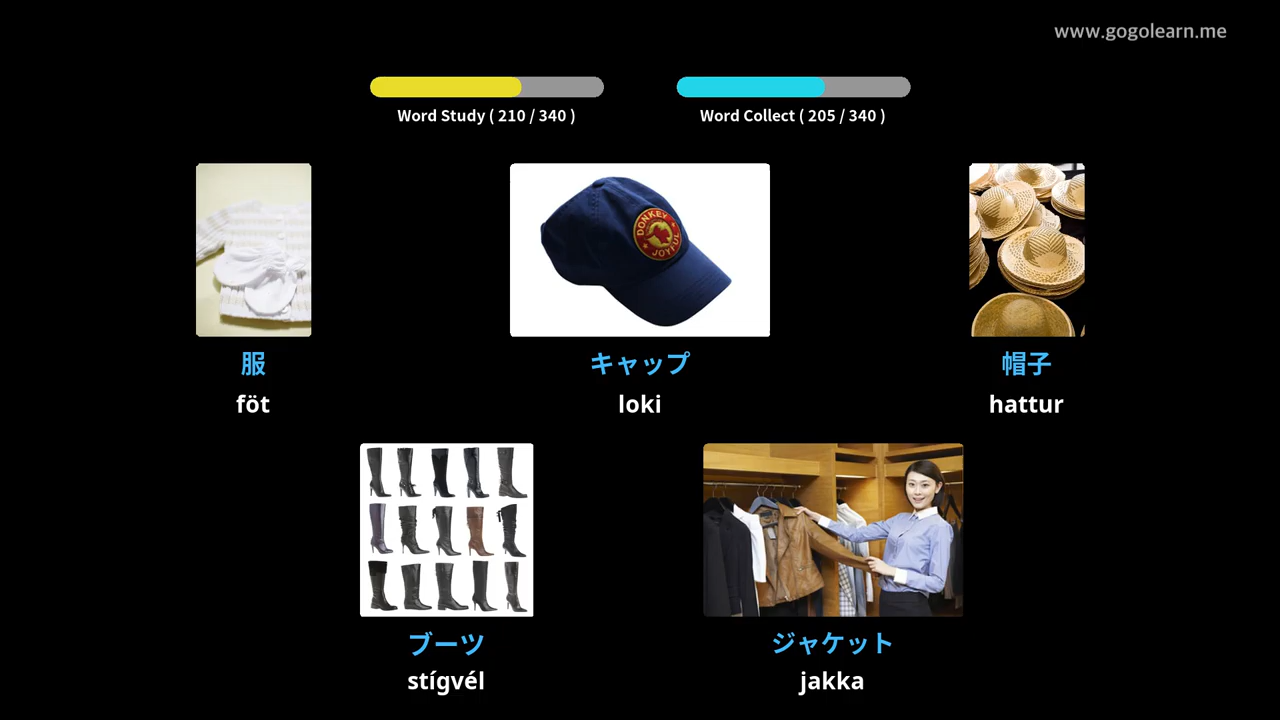 www.gogolearn.me
Word Study ( 210 / 340 )
Word Collect ( 205 / 340 )
DONKEY
JOYFUL
服
キャップ
帽子
föt
loki
hattur
ブーツ
ジャケット
stígvél
jakka